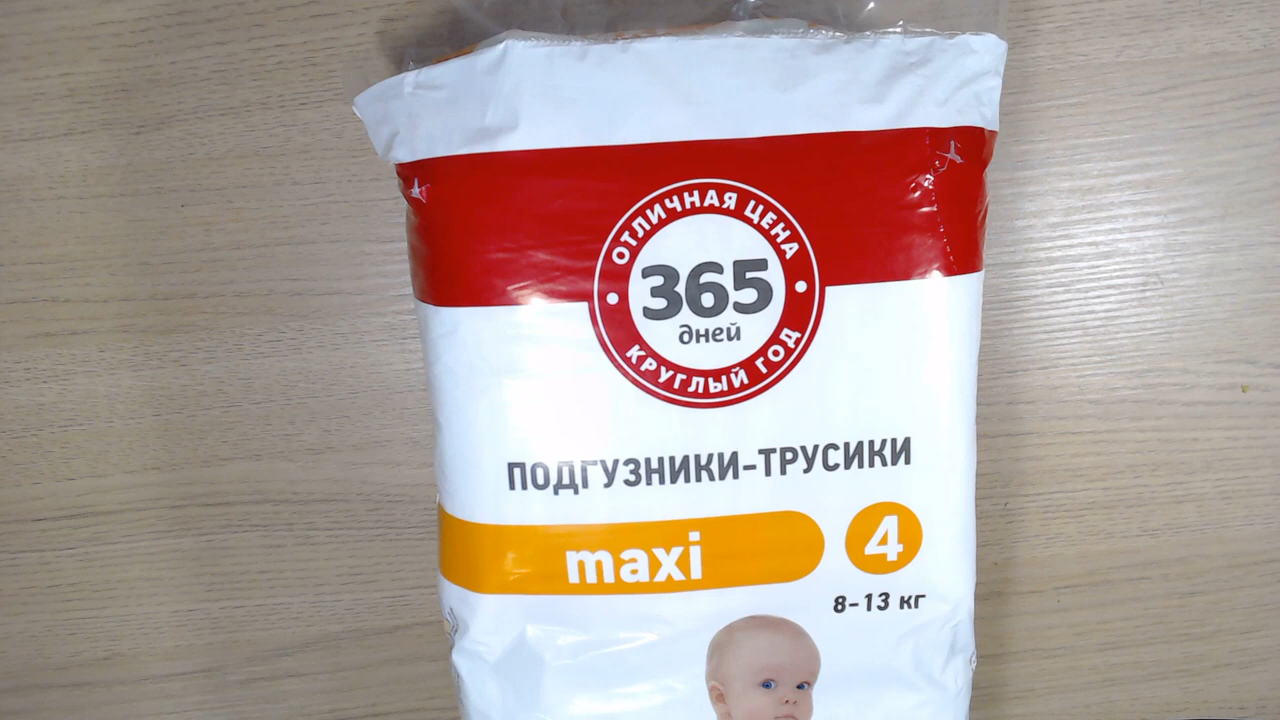 ОТЛИЧНАЯ ЦЕНА
365
дней
КРУГЛЫЙ ГОД
ПОДГУЗНИКИ-ТРУСИКИ
maxi
4
8-13 кг